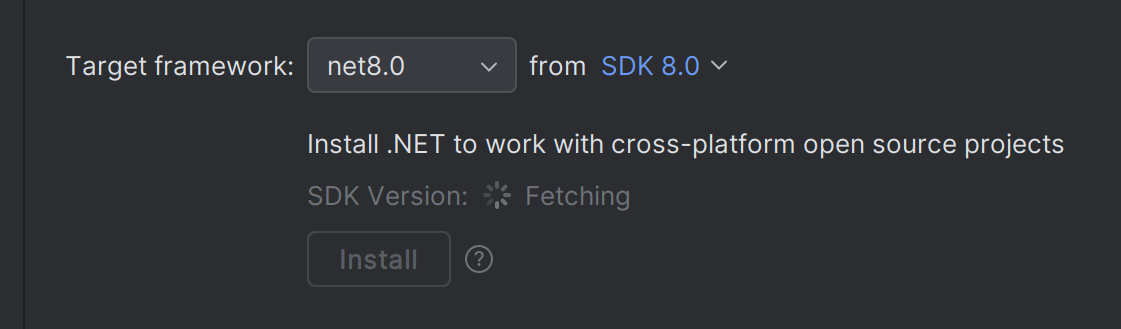 Target framework: net8.0 from SDK 8.0
Install .NET to work with cross-platform open source projects
SDK Version: Fetching
Install ?